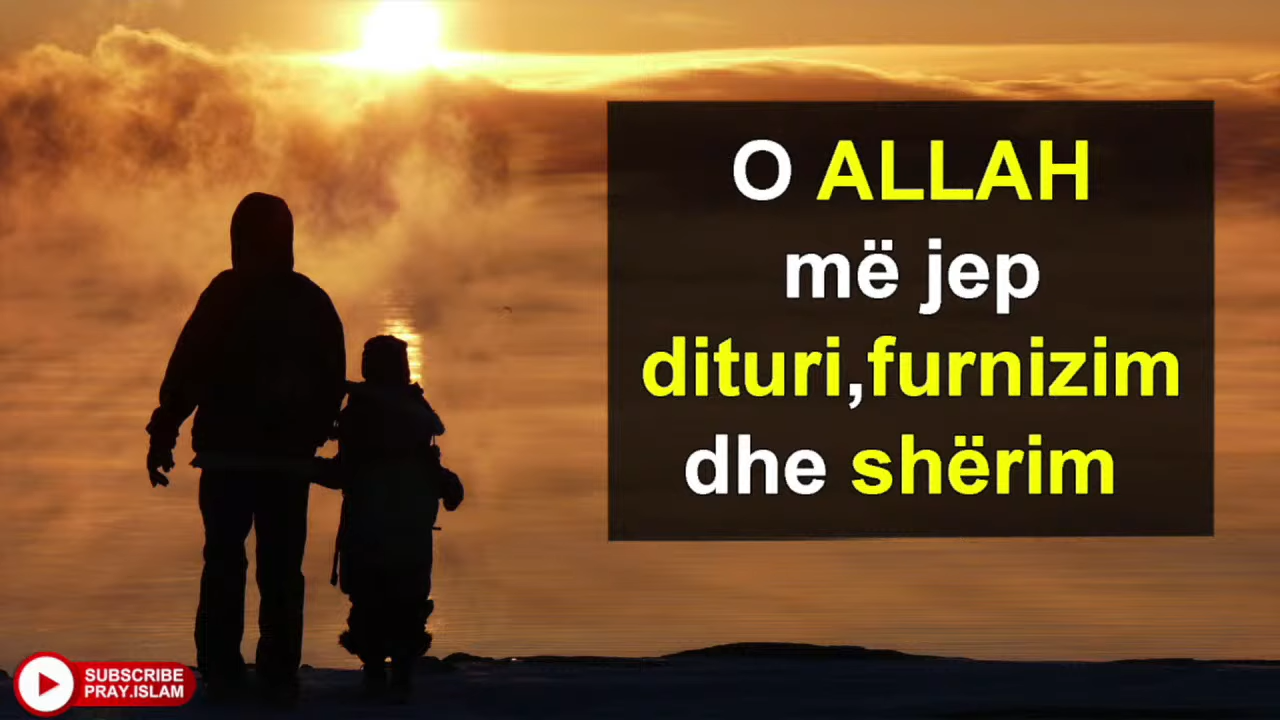 O ALLAH
më jep
dituri,furnizim
dhe shërim
SUBSCRIBE
PRAY.ISLAM